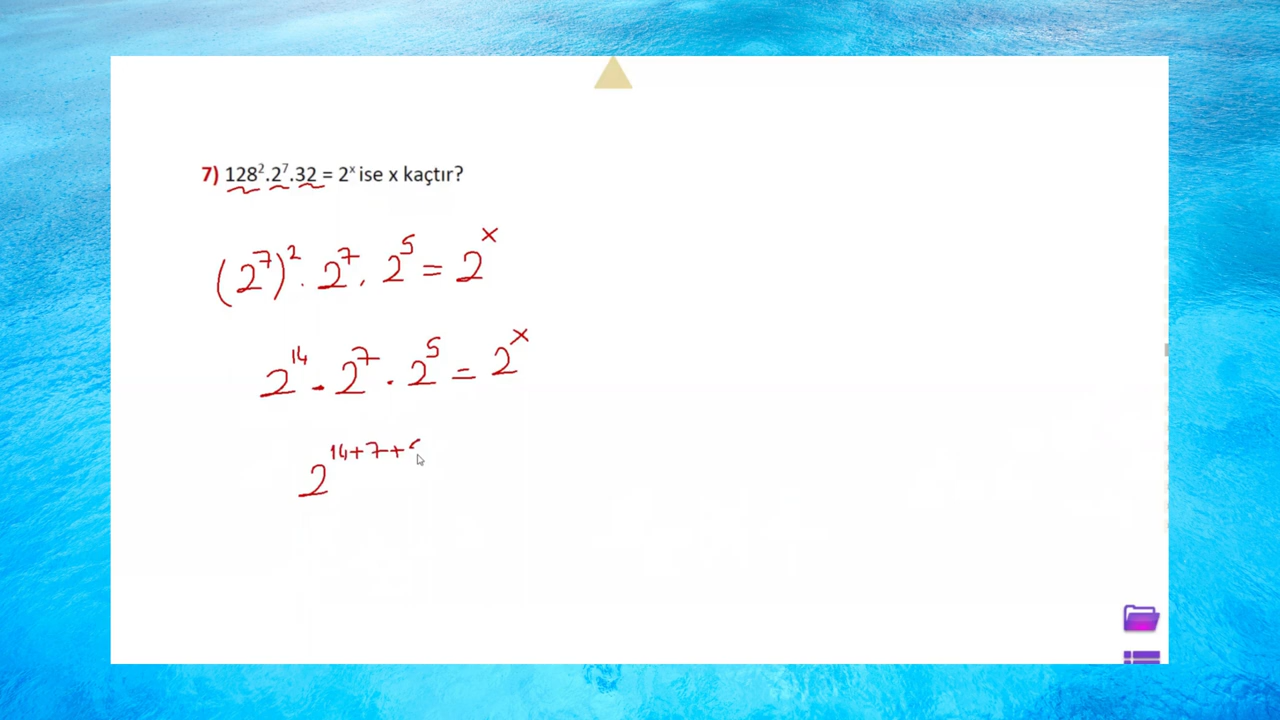 7) 128².2⁷.32 = 2ˣ ise x kaçtır?
(2⁷)² . 2⁷ . 2⁵ = 2ˣ
2¹⁴ . 2⁷ . 2⁵ = 2ˣ
2¹⁴⁺⁷⁺